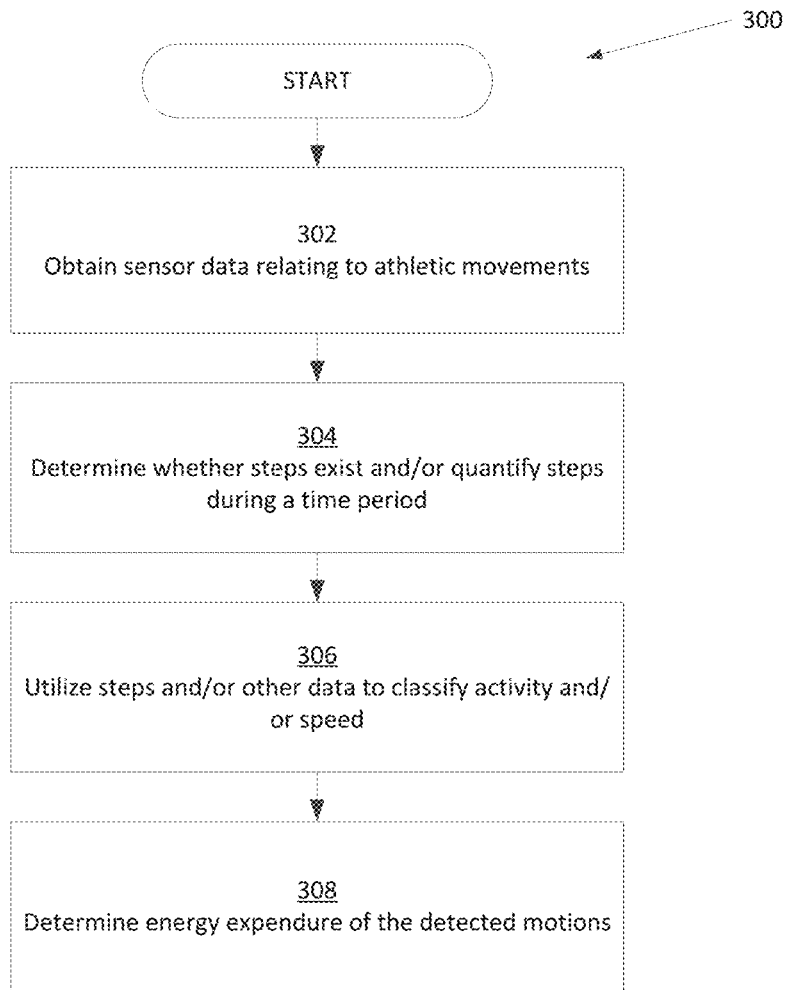 300
START
302
Obtain sensor data relating to athletic movements
304
Determine whether steps exist and/or quantify steps
during a time period
306
Utilize steps and/or other data to classify activity and/
or speed
308
Determine energy expendure of the detected motions